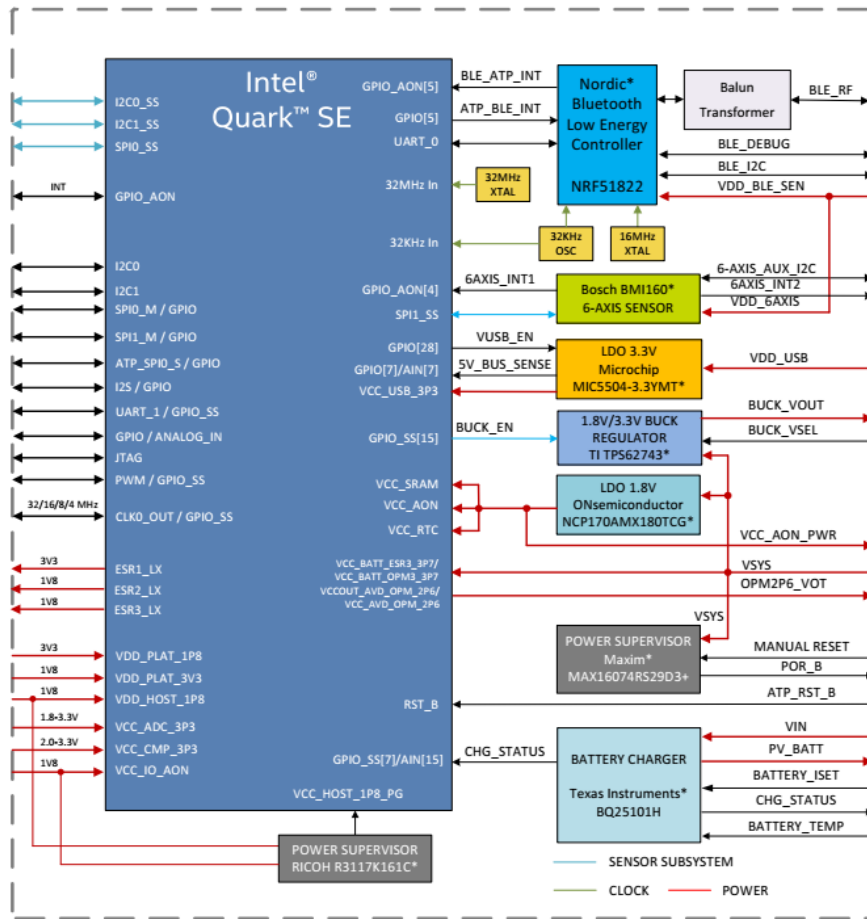 Intel®
Quark™ SE
I2C0_SS
I2C1_SS
SPI0_SS
INT
GPIO_AON
I2C0
I2C1
SPI0_M / GPIO
SPI1_M / GPIO
ATP_SPI0_S / GPIO
I2S / GPIO
UART_1 / GPIO_SS
GPIO / ANALOG_IN
JTAG
PWM / GPIO_SS
32/16/8/4 MHz
CLK0_OUT / GPIO_SS
3V3
ESR1_LX
1V8
ESR2_LX
1V8
ESR3_LX
3V3
VDD_PLAT_1P8
1V8
VDD_PLAT_3V3
1V8
VDD_HOST_1P8
1.8-3.3V
VCC_ADC_3P3
2.0-3.3V
VCC_CMP_3P3
1V8
VCC_IO_AON
GPIO_AON[5]
GPIO[5]
UART_0
32MHz In
32KHz In
GPIO_AON[4]
SPI1_SS
GPIO[28]
GPIO[7]/AIN[7]
VCC_USB_3P3
GPIO_SS[15]
VCC_SRAM
VCC_AON
VCC_RTC
VCC_BATT_ESR3_3P7/
VCC_BATT_OPM3_3P7
VCCOUT_AVD_OPM_2P6/
VCC_AVD_OPM_2P6
RST_B
GPIO_SS[7]/AIN[15]
VCC_HOST_1P8_PG
POWER SUPERVISOR
RICOH R3117K161C*
BLE_ATP_INT
ATP_BLE_INT
32MHz
XTAL
32KHz
OSC
16MHz
XTAL
Nordic*
Bluetooth
Low Energy
Controller
NRF51822
Balun
Transformer
BLE_RF
BLE_DEBUG
BLE_I2C
VDD_BLE_SEN
6AXIS_INT1
Bosch BMI160*
6-AXIS SENSOR
6-AXIS_AUX_I2C
6AXIS_INT2
VDD_6AXIS
VUSB_EN
5V_BUS_SENSE
LDO 3.3V
Microchip
MIC5504-3.3YMT*
VDD_USB
BUCK_EN
1.8V/3.3V BUCK
REGULATOR
TI TPS62743*
BUCK_VOUT
BUCK_VSEL
LDO 1.8V
ONsemiconductor
NCP170AMX180TCG*
VCC_AON_PWR
VSYS
OPM2P6_VOT
VSYS
POWER SUPERVISOR
Maxim*
MAX16074RS29D3+
MANUAL RESET
POR_B
ATP_RST_B
CHG_STATUS
BATTERY CHARGER
Texas Instruments*
BQ25101H
VIN
PV_BATT
BATTERY_ISET
CHG_STATUS
BATTERY_TEMP
SENSOR SUBSYSTEM
CLOCK
POWER